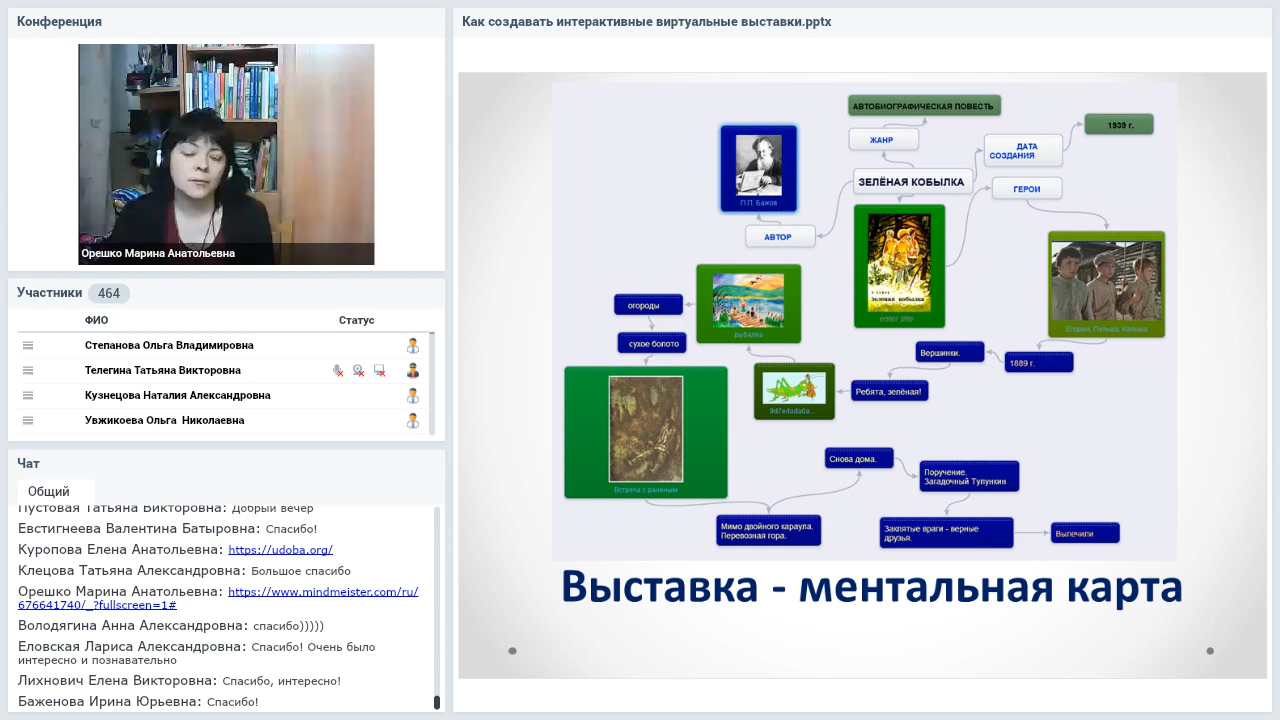 Конференция
Орешко Марина Анатольевна
Участники 464
ФИО Статус
Степанова Ольга Владимировна
Телегина Татьяна Викторовна
Кузнецова Наталия Александровна
Увжикоева Ольга Николаевна
Чат
Общий
Пустовая Татьяна Викторовна: Добрый вечер
Евстигнеева Валентина Батыровна: Спасибо!
Куропова Елена Анатольевна: https://udoba.org/
Клецова Татьяна Александровна: Большое спасибо
Орешко Марина Анатольевна: https://www.mindmeister.com/ru/
676641740/_?fullscreen=1#
Володягина Анна Александровна: спасибо)))))
Еловская Лариса Александровна: Спасибо! Очень было
интересно и познавательно
Лихнович Елена Викторовна: Спасибо, интересно!
Баженова Ирина Юрьевна: Спасибо!
Как создавать интерактивные виртуальные выставки.pptx
АВТОБИОГРАФИЧЕСКАЯ ПОВЕСТЬ
1939 г.
ЖАНР
ДАТА
СОЗДАНИЯ
ЗЕЛЁНАЯ КОБЫЛКА
ГЕРОИ
П.П. Бажов
АВТОР
Зеленая кобылка
enter title
Егорша, Петьша, Кольша
огороды
рыбалка
сухое болото
Вершинки.
1889 г.
Ребята, зелёная!
9d7edada0a...
Встреча с раненым
Снова дома.
Поручение.
Загадочный Тулункин
Мимо двойного караула.
Перевозная гора.
Заклятые враги - верные
друзья.
Вылечили
Выставка - ментальная карта